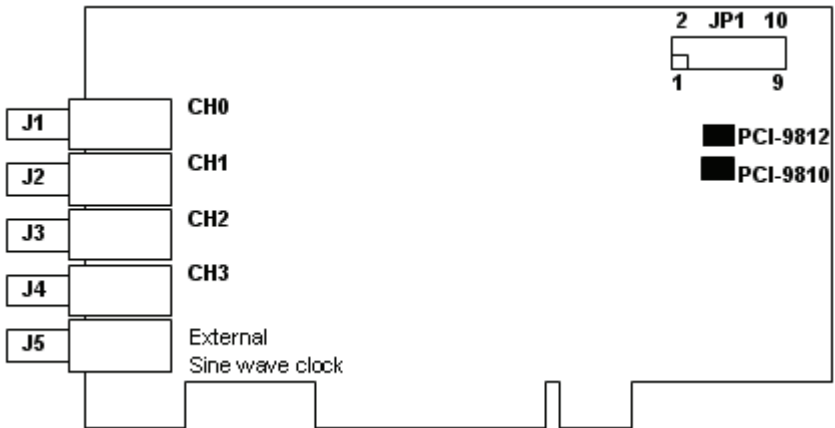 2 JP1 10
1 9
J1 CH0
PCI-9812
J2 CH1
PCI-9810
J3 CH2
J4 CH3
J5 External
Sine wave clock